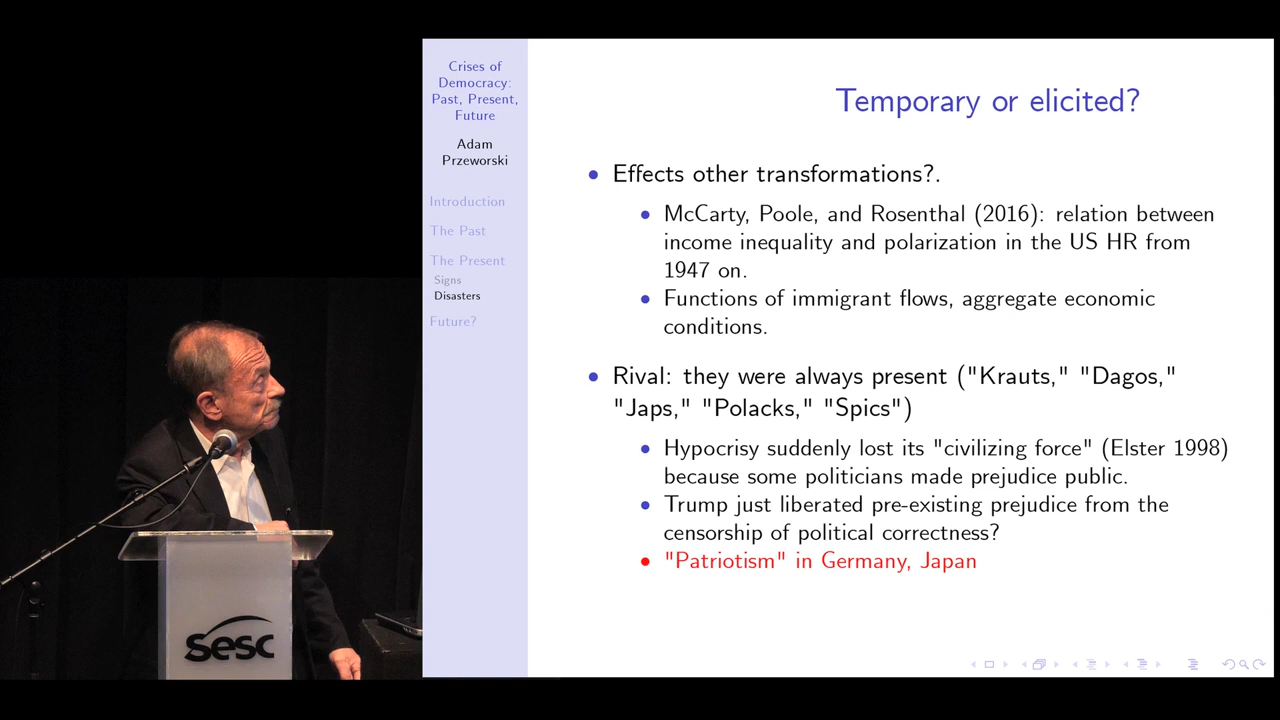 Crises of
Democracy:
Past, Present,
Future
Adam
Przeworski
Introduction
The Past
The Present
Signs
Disasters
Future?
Temporary or elicited?
Effects other transformations?.
McCarty, Poole, and Rosenthal (2016): relation between
income inequality and polarization in the US HR from
1947 on.
Functions of immigrant flows, aggregate economic
conditions.
Rival: they were always present ("Krauts," "Dagos,"
"Japs," "Polacks," "Spics")
Hypocrisy suddenly lost its "civilizing force" (Elster 1998)
because some politicians made prejudice public.
Trump just liberated pre-existing prejudice from the
censorship of political correctness?
"Patriotism" in Germany, Japan
sesc